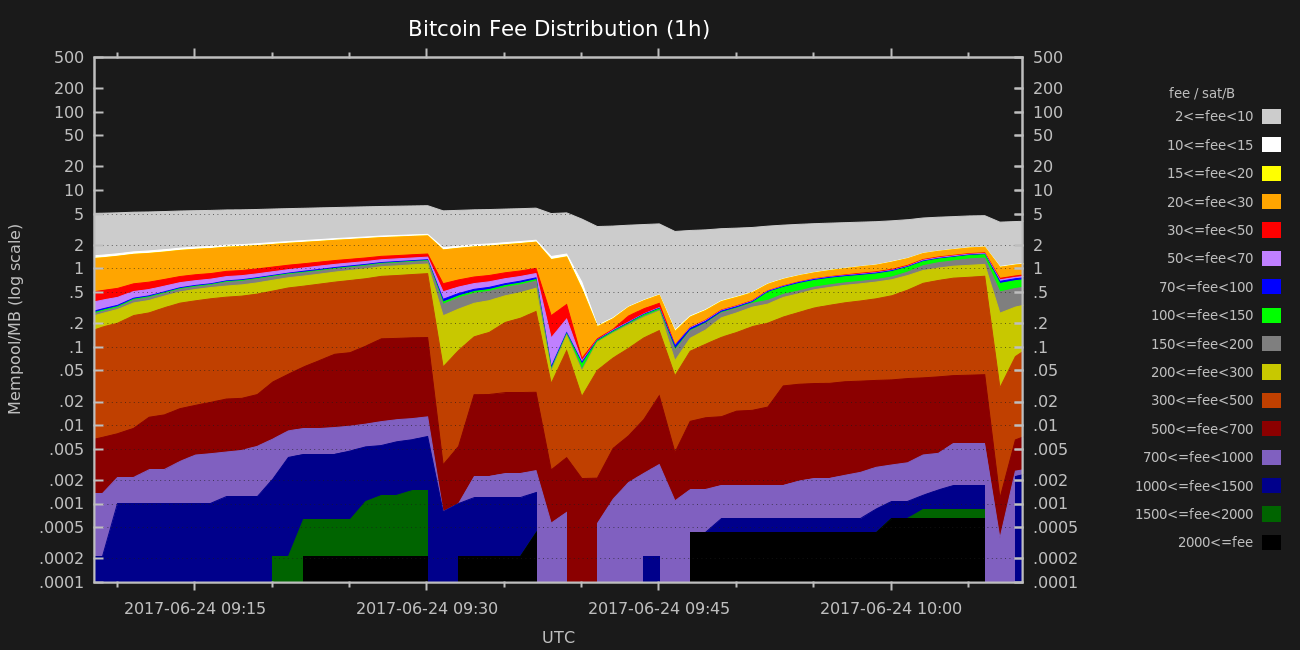 Bitcoin Fee Distribution (1h)
500 500
200 200
100 100
50 50
20 20
10 10
5 5
2 2
1 1
.5 .5
.2 .2
.1 .1
.05 .05
.02 .02
.01 .01
.005 .005
.002 .002
.001 .001
.0005 .0005
.0002 .0002
.0001 .0001
Mempool/MB (log scale)
2017-06-24 09:15 2017-06-24 09:30 2017-06-24 09:45 2017-06-24 10:00
UTC
fee / sat/B
2<=fee<10
10<=fee<15
15<=fee<20
20<=fee<30
30<=fee<50
50<=fee<70
70<=fee<100
100<=fee<150
150<=fee<200
200<=fee<300
300<=fee<500
500<=fee<700
700<=fee<1000
1000<=fee<1500
1500<=fee<2000
2000<=fee